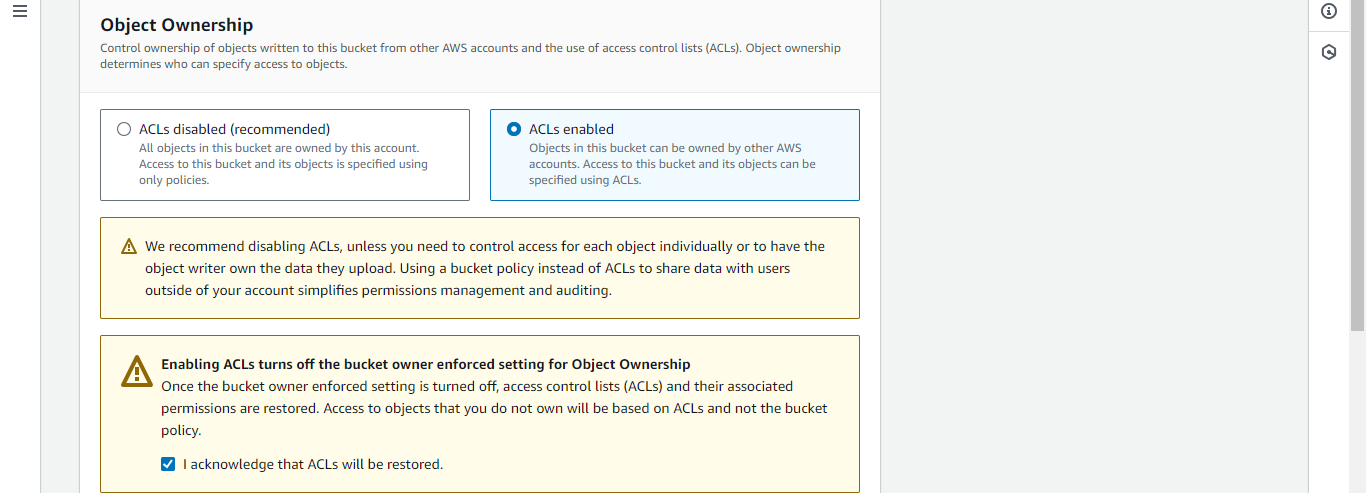 Object Ownership
Control ownership of objects written to this bucket from other AWS accounts and the use of access control lists (ACLs). Object ownership
determines who can specify access to objects.
ACLs disabled (recommended)
All objects in this bucket are owned by this account.
Access to this bucket and its objects is specified using
only policies.
ACLs enabled
Objects in this bucket can be owned by other AWS
accounts. Access to this bucket and its objects can be
specified using ACLs.
We recommend disabling ACLs, unless you need to control access for each object individually or to have the
object writer own the data they upload. Using a bucket policy instead of ACLs to share data with users
outside of your account simplifies permissions management and auditing.
Enabling ACLs turns off the bucket owner enforced setting for Object Ownership
Once the bucket owner enforced setting is turned off, access control lists (ACLs) and their associated
permissions are restored. Access to objects that you do not own will be based on ACLs and not the bucket
policy.
I acknowledge that ACLs will be restored.